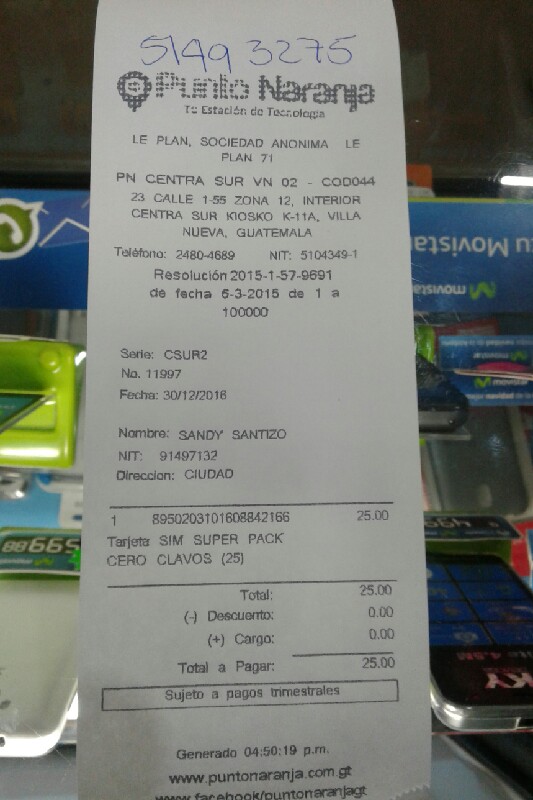 5149 3275
Punto Naranja
Tu Estación de Tecnología
LE PLAN, SOCIEDAD ANONIMA LE
PLAN 71
PN CENTRA SUR VN 02 - COD044
23 CALLE 1-55 ZONA 12, INTERIOR
CENTRA SUR KIOSKO K-11A, VILLA
NUEVA, GUATEMALA
Teléfono: 2480-4689 NIT: 5104349-1
Resolución 2015-1-57-9691
de fecha 5-3-2015 de 1 a
100000
Serie: CSUR2
No. 11997
Fecha: 30/12/2016
Nombre: SANDY SANTIZO
NIT: 91497132
Direccion: CIUDAD
1 8950203101608842166 25.00
Tarjeta SIM SUPER PACK
CERO CLAVOS (25)
Total: 25.00
(-) Descuento: 0.00
(+) Cargo: 0.00
Total a Pagar: 25.00
Sujeto a pagos trimestrales
Generado 04:50:19 p.m.
www.puntonaranja.com.gt
www.facebook/puntonaranjagt
tu Movistar
movistar